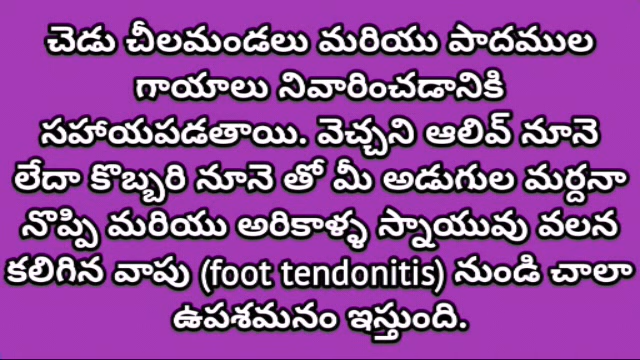 చెడు చీలమండలు మరియు పాదముల
గాయాలు నివారించడానికి
సహాయపడతాయి. వెచ్చని ఆలివ్ నూనె
లేదా కొబ్బరి నూనె తో మీ అడుగుల మర్దనా
నొప్పి మరియు అరికాళ్ళ స్నాయువు వలన
కలిగిన వాపు (foot tendonitis) నుండి చాలా
ఉపశమనం ఇస్తుంది.